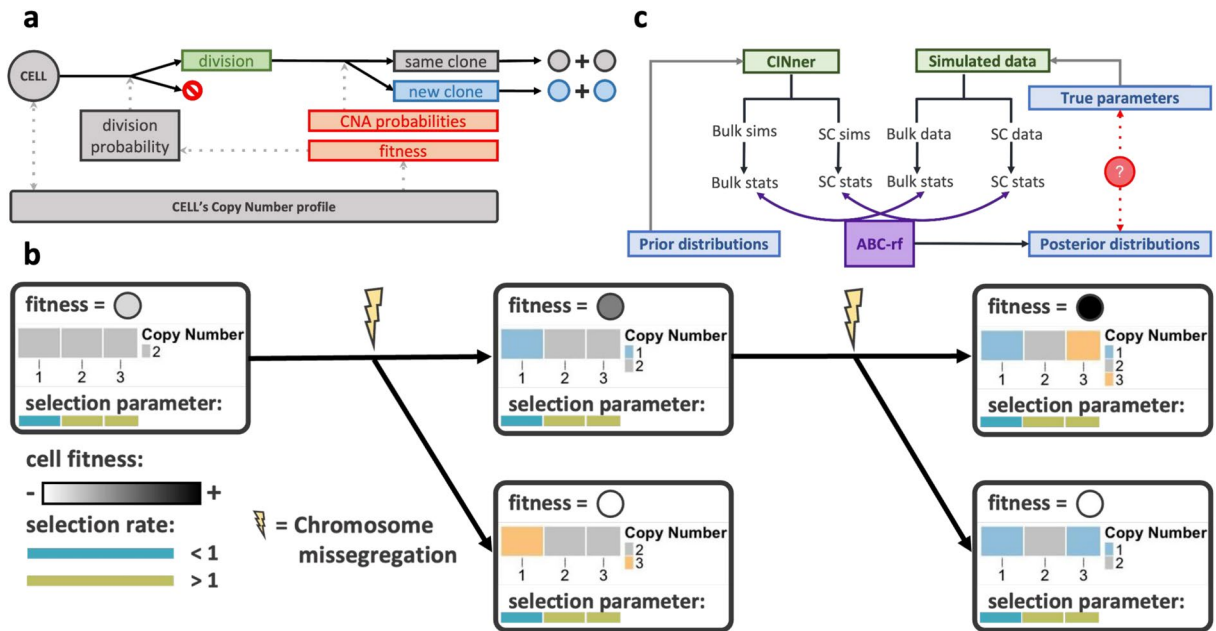 a
CELL
division
same clone
+
new clone
+
division
probability
CNA probabilities
fitness
CELL's Copy Number profile
c
CINner
Simulated data
True parameters
Bulk sims
SC sims
Bulk data
SC data
Bulk stats
SC stats
Bulk stats
SC stats
?
Prior distributions
ABC-rf
Posterior distributions
b
fitness =
Copy Number
2
1 2 3
selection parameter:
fitness =
Copy Number
1
2
1 2 3
selection parameter:
fitness =
Copy Number
1
2
3
1 2 3
selection parameter:
cell fitness:
- +
selection rate:
< 1
> 1
= Chromosome
missegregation
fitness =
Copy Number
2
3
1 2 3
selection parameter:
fitness =
Copy Number
1
2
1 2 3
selection parameter: